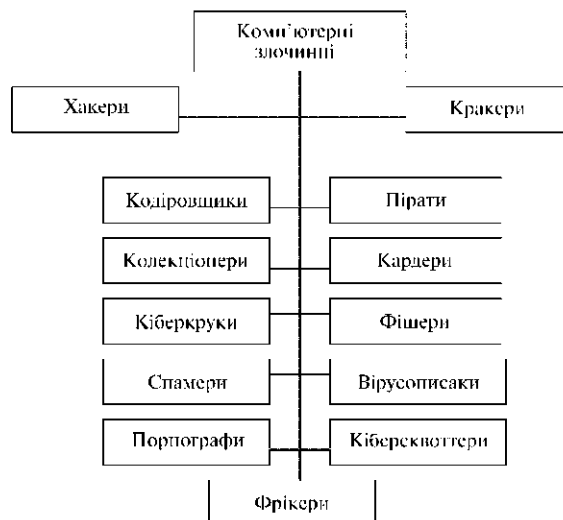 Комп'ютерні
злочинці
Хакери
Кракери
Кодіровщики
Пірати
Колекціонери
Кардери
Кіберкруки
Фішери
Спамери
Вірусописаки
Порнографи
Кіберсквоттери
Фрікери